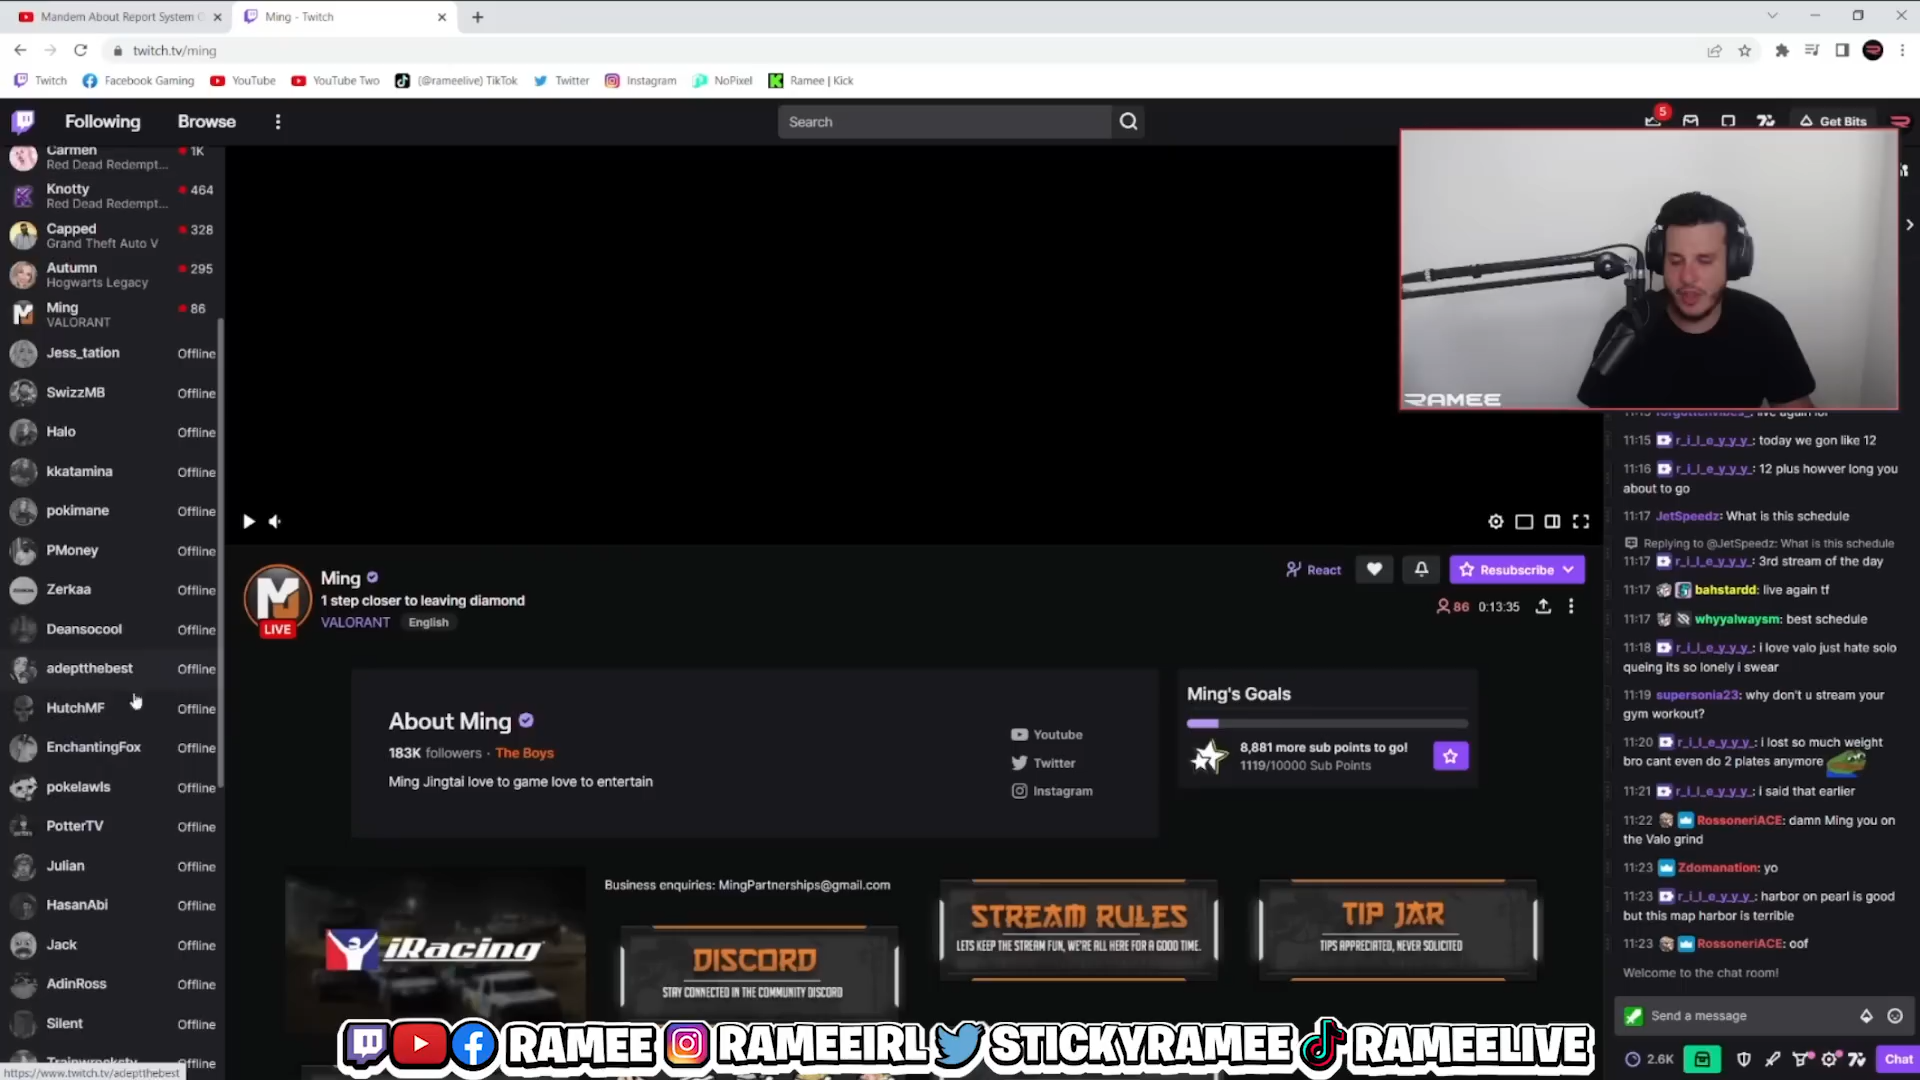 Mandem About Report System
Ming - Twitch
twitch.tv/ming
Twitch
Facebook Gaming
YouTube
YouTube Two
(@rameelive) TikTok
Twitter
Instagram
NoPixel
Ramee | Kick
Following
Browse
Search
5
Get Bits
Carmen
1K
Red Dead Redempt...
Knotty
464
Red Dead Redempt...
Capped
328
Grand Theft Auto V
Autumn
295
Hogwarts Legacy
Ming
86
VALORANT
Jess_tation Offline
SwizzMB Offline
Halo Offline
kkatamina Offline
pokimane Offline
PMoney Offline
Zerkaa Offline
Deansocool Offline
adeptthebest Offline
HutchMF Offline
EnchantingFox Offline
pokelawls Offline
PotterTV Offline
Julian Offline
HasanAbi Offline
Jack Offline
AdinRoss Offline
Silent Offline
Trainwreckstv Offline
https://www.twitch.tv/adeptthebest
Ming
1 step closer to leaving diamond
VALORANT English
LIVE
React
Resubscribe
86 0:13:35
About Ming
183K followers · The Boys
Ming Jingtai love to game love to entertain
Youtube
Twitter
Instagram
Ming's Goals
8,881 more sub points to go!
1119/10000 Sub Points
iRacing
Business enquiries: MingPartnerships@gmail.com
DISCORD
STAY CONNECTED IN THE COMMUNITY DISCORD
STREAM RULES
LETS KEEP THE STREAM FUN, WE'RE ALL HERE FOR A GOOD TIME.
TIP JAR
TIPS APPRECIATED, NEVER SOLICITED
RAMEE
11:15 r_i_l_e_y_y_y_: today we gon like 12
11:16 r_i_l_e_y_y_y_: 12 plus howver long you
about to go
11:17 JetSpeedz: What is this schedule
Replying to @JetSpeedz: What is this schedule
11:17 r_i_l_e_y_y_y_: 3rd stream of the day
11:17 bahstardd: live again tf
11:17 whyyalwaysm: best schedule
11:18 r_i_l_e_y_y_y_: i love valo just hate solo
queing its so lonely i swear
11:19 supersonia23: why don't u stream your
gym workout?
11:20 r_i_l_e_y_y_y_: i lost so much weight
bro cant even do 2 plates anymore
11:21 r_i_l_e_y_y_y_: i said that earlier
11:22 RossoneriACE: damn Ming you on
the Valo grind
11:23 Zdomanation: yo
11:23 r_i_l_e_y_y_y_: harbor on pearl is good
but this map harbor is terrible
11:23 RossoneriACE: oof
Welcome to the chat room!
Send a message
2.6K
Chat
RAMEE RAMEEIRL STICKYRAMEE RAMEELIVE